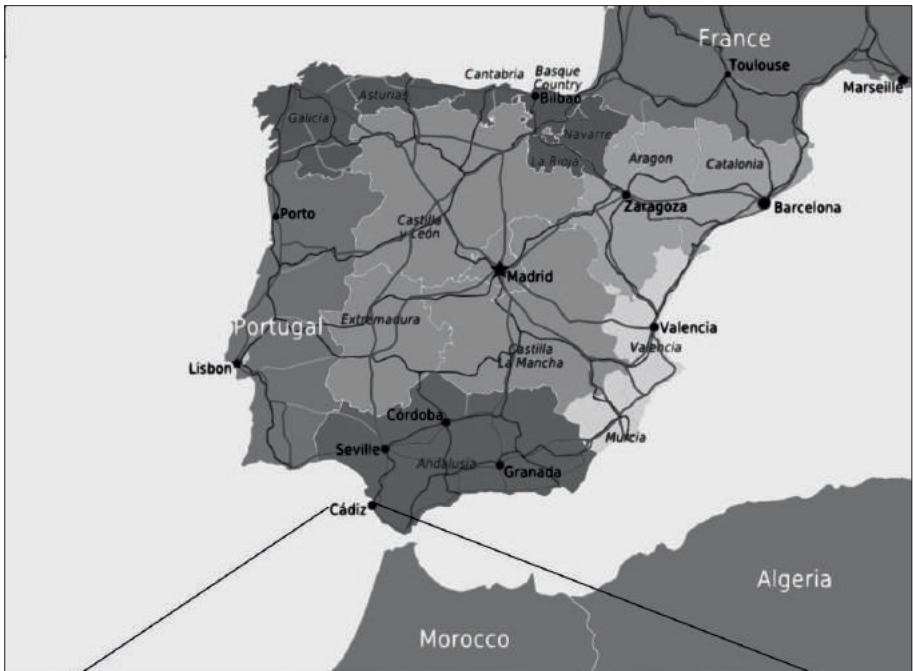 France
Toulouse
Marseille
Cantabria
Basque
Country
Bilbao
Asturias
Galicia
Navarre
La Rioja
Aragon
Catalonia
Porto
Zaragoza
Barcelona
Castilla
y León
Madrid
Portugal
Extremadura
Valencia
Valencia
Castilla
La Mancha
Lisbon
Córdoba
Murcia
Seville
Andalusia
Granada
Cádiz
Algeria
Morocco